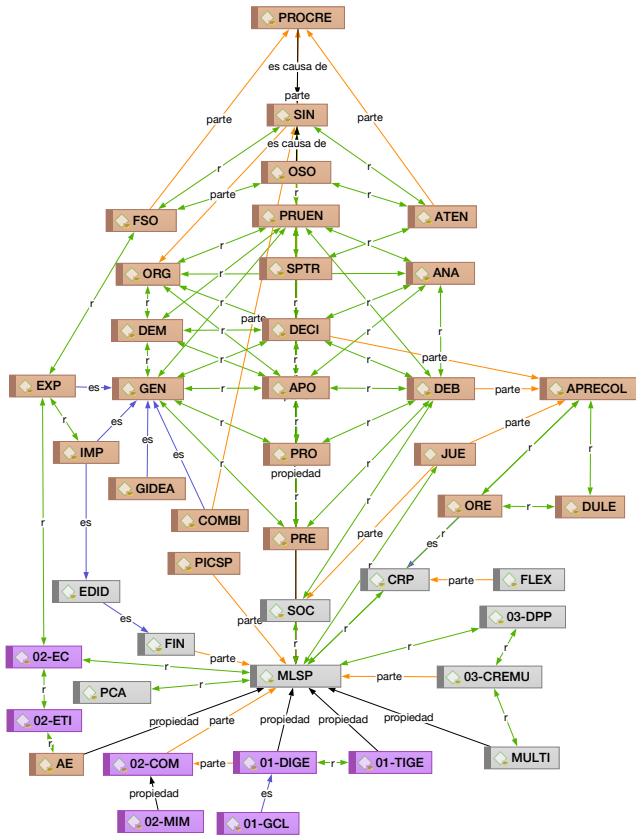 PROCRE
es causa de
parte
parte
parte
SIN
es causa de
r
r
OSO
r
parte
r
r
PRUEN
FSO
ATEN
r
r
r
ORG
SPTR
ANA
r
r
r
r
r
parte
DEM
DECI
r
r
r
r
parte
EXP
es
GEN
r
APO
r
DEB
parte
APRECOL
r
r
parte
IMP
es
r
r
r
PRO
JUE
es
propiedad
GIDEA
r
r
r
ORE
r
DULE
COMBI
es
r
r
r
parte
PRE
es
r
PICSP
EDID
CRP
parte
FLEX
es
SOC
parte
r
r
03-DPP
FIN
r
r
02-EC
r
parte
MLSP
parte
03-CREMU
r
PCA
r
r
02-ETI
propiedad
propiedad
propiedad
propiedad
r
parte
r
AE
02-COM
parte
01-DIGE
r
01-TIGE
MULTI
propiedad
es
02-MIM
01-GCL